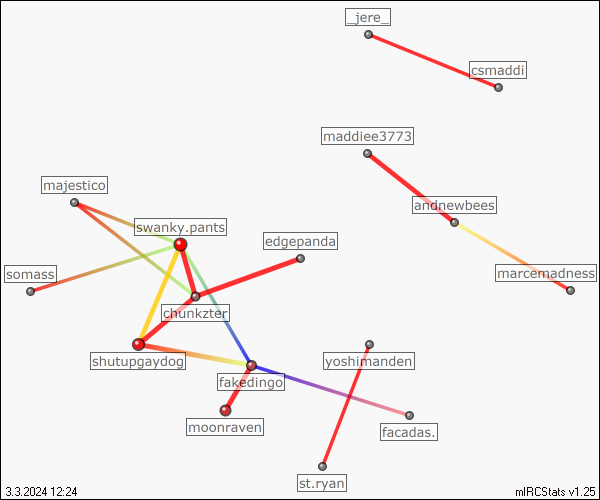 _jere_
csmaddi
maddiee3773
majestico
andnewbees
swanky.pants
edgepanda
somass
marcemadness
chunkzter
shutupgaydog
yoshimanden
fakedingo
moonraven
facadas.
st.ryan
3.3.2024 12:24
mIRCStats v1.25